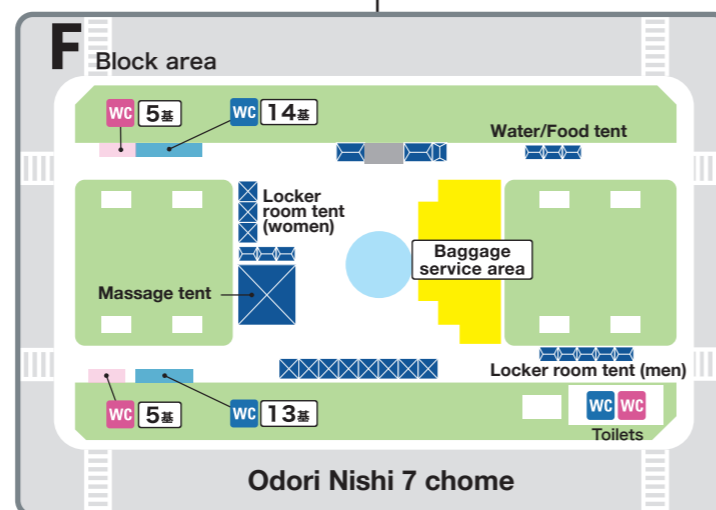 F
Block area
WC 5基
WC 14基
Water/Food tent
Locker
room tent
(women)
Baggage
service area
Massage tent
Locker room tent (men)
WC 5基
WC 13基
WC WC
Toilets
Odori Nishi 7 chome